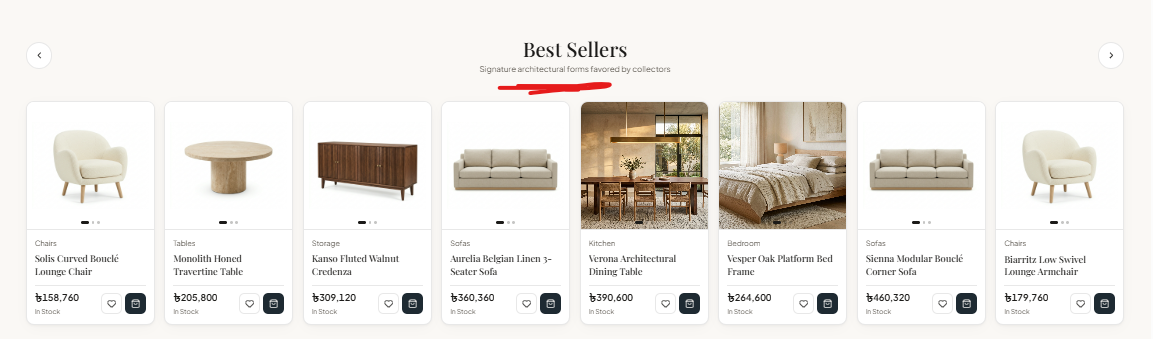 Best Sellers
Signature architectural forms favored by collectors
Chairs
Solis Curved Bouclé
Lounge Chair
৳158,760
In Stock
Tables
Monolith Honed
Travertine Table
৳205,800
In Stock
Storage
Kanso Fluted Walnut
Credenza
৳309,120
In Stock
Sofas
Aurelia Belgian Linen 3-
Seater Sofa
৳360,360
In Stock
Kitchen
Verona Architectural
Dining Table
৳390,600
In Stock
Bedroom
Vesper Oak Platform Bed
Frame
৳264,600
In Stock
Sofas
Sienna Modular Bouclé
Corner Sofa
৳460,320
In Stock
Chairs
Biarritz Low Swivel
Lounge Armchair
৳179,760
In Stock